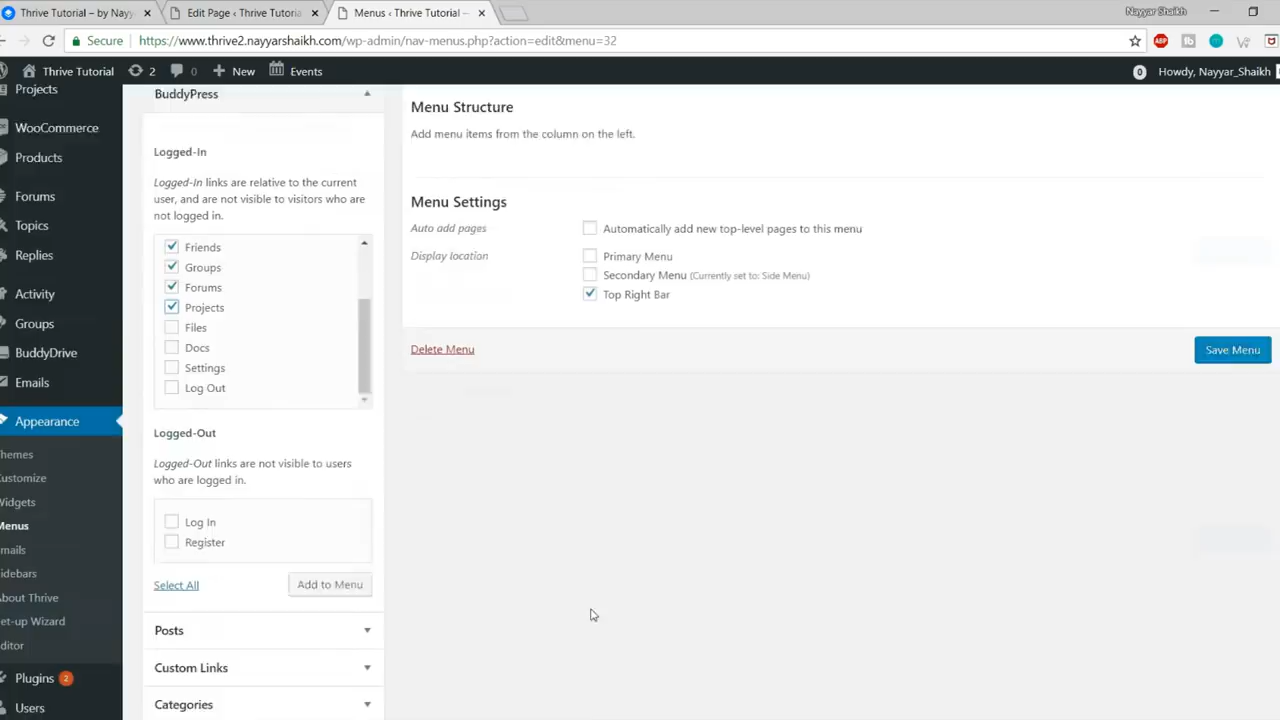 Thrive Tutorial – by Nayy
Edit Page ‹ Thrive Tutorial
Menus ‹ Thrive Tutorial –
Nayyar Shaikh
Secure
https://www.thrive2.nayyarshaikh.com/wp-admin/nav-menus.php?action=edit&menu=32
ABP
Thrive Tutorial
2
0
New
Events
0
Howdy, Nayyar_Shaikh
Projects
WooCommerce
Products
Forums
Topics
Replies
Activity
Groups
BuddyDrive
Emails
Appearance
hemes
ustomize
Widgets
Menus
mails
idebars
bout Thrive
et-up Wizard
ditor
Plugins 2
Users
BuddyPress
Logged-In
Logged-In links are relative to the current
user, and are not visible to visitors who are
not logged in.
Friends
Groups
Forums
Projects
Files
Docs
Settings
Log Out
Logged-Out
Logged-Out links are not visible to users
who are logged in.
Log In
Register
Select All
Add to Menu
Posts
Custom Links
Categories
Menu Structure
Add menu items from the column on the left.
Menu Settings
Auto add pages
Automatically add new top-level pages to this menu
Display location
Primary Menu
Secondary Menu (Currently set to: Side Menu)
Top Right Bar
Delete Menu
Save Menu